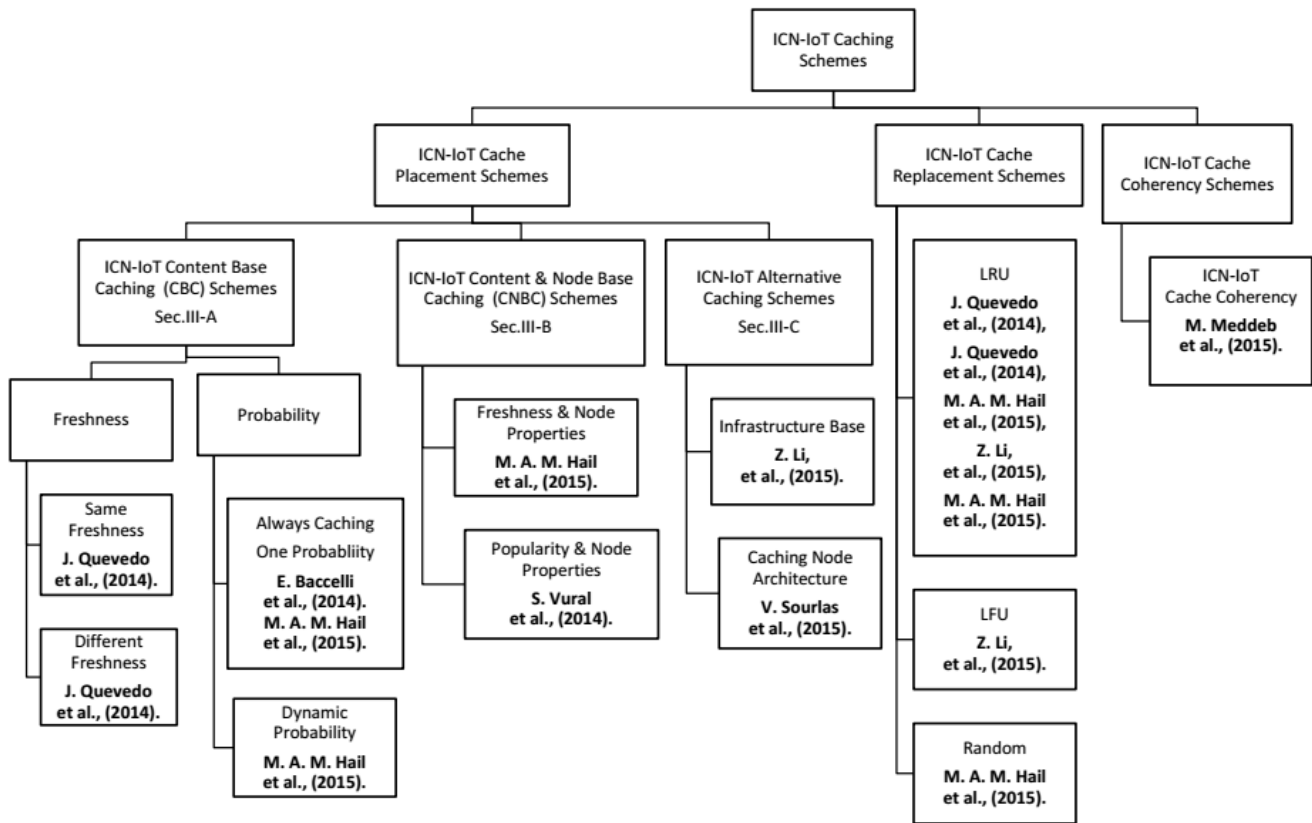 ICN-IoT Caching
Schemes
ICN-IoT Cache
Placement Schemes
ICN-IoT Cache
Replacement Schemes
ICN-IoT Cache
Coherency Schemes
ICN-IoT Content Base
Caching (CBC) Schemes
Sec.III-A
ICN-IoT Content & Node Base
Caching (CNBC) Schemes
Sec.III-B
ICN-IoT Alternative
Caching Schemes
Sec.III-C
Freshness
Probability
Same
Freshness
J. Quevedo
et al., (2014).
Different
Freshness
J. Quevedo
et al., (2014).
Always Caching
One Probabliity
E. Baccelli
et al., (2014).
M. A. M. Hail
et al., (2015).
Dynamic
Probability
M. A. M. Hail
et al., (2015).
Freshness & Node
Properties
M. A. M. Hail
et al., (2015).
Popularity & Node
Properties
S. Vural
et al., (2014).
Infrastructure Base
Z. Li,
et al., (2015).
Caching Node
Architecture
V. Sourlas
et al., (2015).
LRU
J. Quevedo
et al., (2014),
J. Quevedo
et al., (2014),
M. A. M. Hail
et al., (2015),
Z. Li,
et al., (2015),
M. A. M. Hail
et al., (2015).
LFU
Z. Li,
et al., (2015).
Random
M. A. M. Hail
et al., (2015).
ICN-IoT
Cache Coherency
M. Meddeb
et al., (2015).